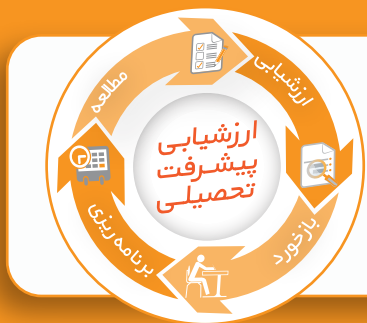 ارزشیابی
پیشرفت
تحصیلی
مطالعه
ارزشیابی
بازخورد
برنامه ریزی